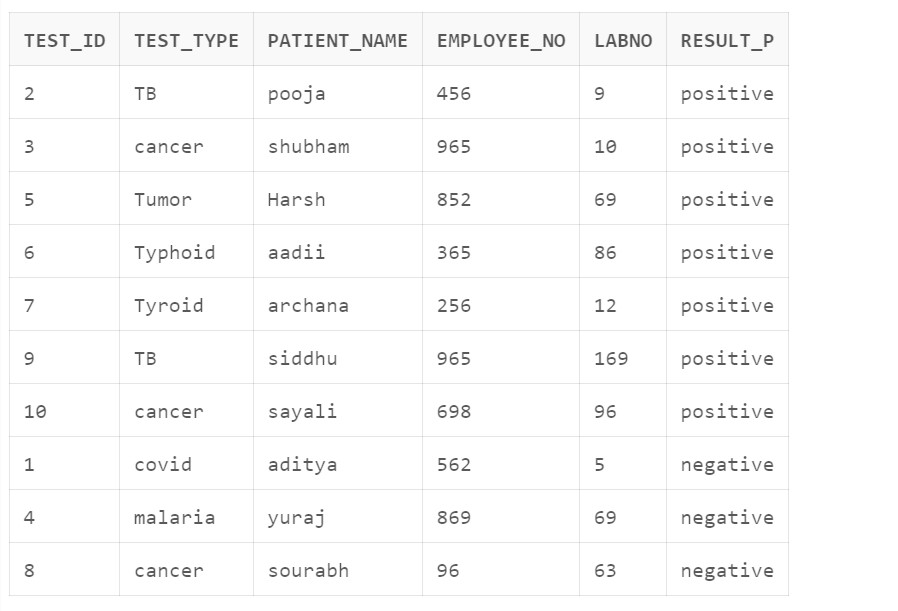 TEST_ID TEST_TYPE PATIENT_NAME EMPLOYEE_NO LABNO RESULT_P
2 TB pooja 456 9 positive
3 cancer shubham 965 10 positive
5 Tumor Harsh 852 69 positive
6 Typhoid aadii 365 86 positive
7 Tyroid archana 256 12 positive
9 TB siddhu 965 169 positive
10 cancer sayali 698 96 positive
1 covid aditya 562 5 negative
4 malaria yuraj 869 69 negative
8 cancer sourabh 96 63 negative